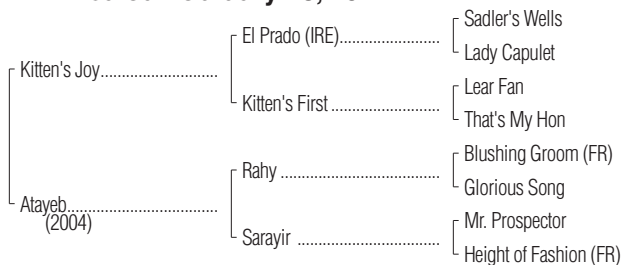 Sadler's Wells
El Prado (IRE)........................
Lady Capulet
Kitten's Joy............................
Lear Fan
Kitten's First ..........................
That's My Hon
Blushing Groom (FR)
Rahy .......................................
Glorious Song
Atayeb....................................
(2004)
Mr. Prospector
Sarayir ..................................
Height of Fashion (FR)